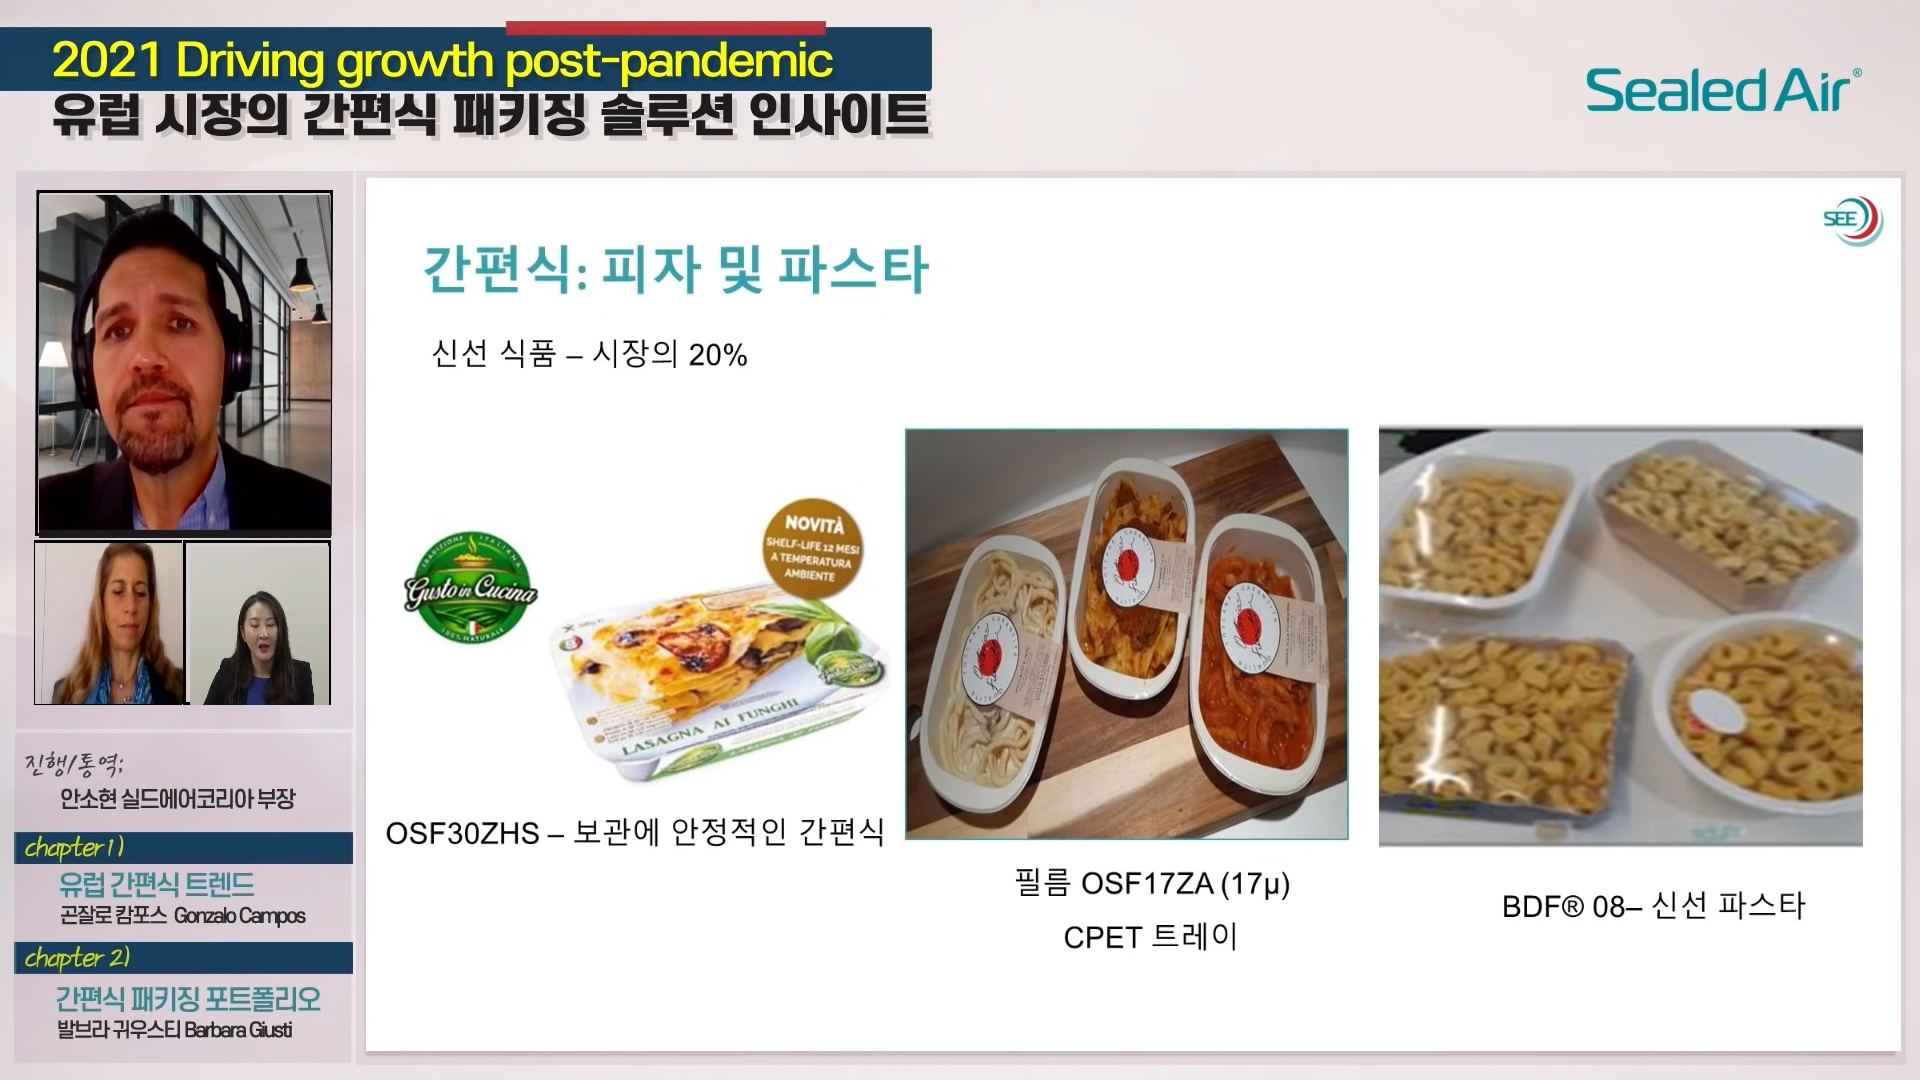 2021 Driving growth post-pandemic
유럽 시장의 간편식 패키징 솔루션 인사이트
Sealed Air®
SEE
간편식: 피자 및 파스타
신선 식품 – 시장의 20%
TRADIZIONE ITALIANA
Gusto in Cucina
100% NATURALE
NOVITÀ
SHELF-LIFE 12 MESI
A TEMPERATURA
AMBIENTE
LASAGNA AI FUNGHI
OSF30ZHS – 보관에 안정적인 간편식
필름 OSF17ZA (17µ)
CPET 트레이
BDF® 08– 신선 파스타
진행/통역;
안소현 실드에어코리아 부장
chapter 1)
유럽 간편식 트렌드
곤잘로 캄포스 Gonzalo Campos
chapter 2)
간편식 패키징 포트폴리오
발브라 귀우스티 Barbara Giusti